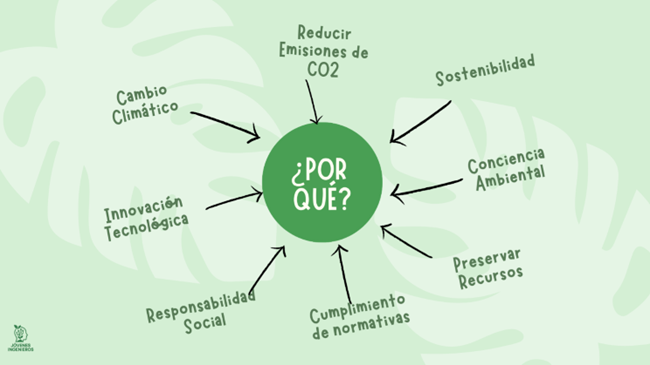 Reducir
Emisiones de
CO2
Sostenibilidad
Cambio
Climático
¿POR
QUÉ?
Conciencia
Ambiental
Innovación
Tecnológica
Preservar
Recursos
Responsabilidad
Social
Cumplimiento
de normativas
JÓVENES
INGENIEROS